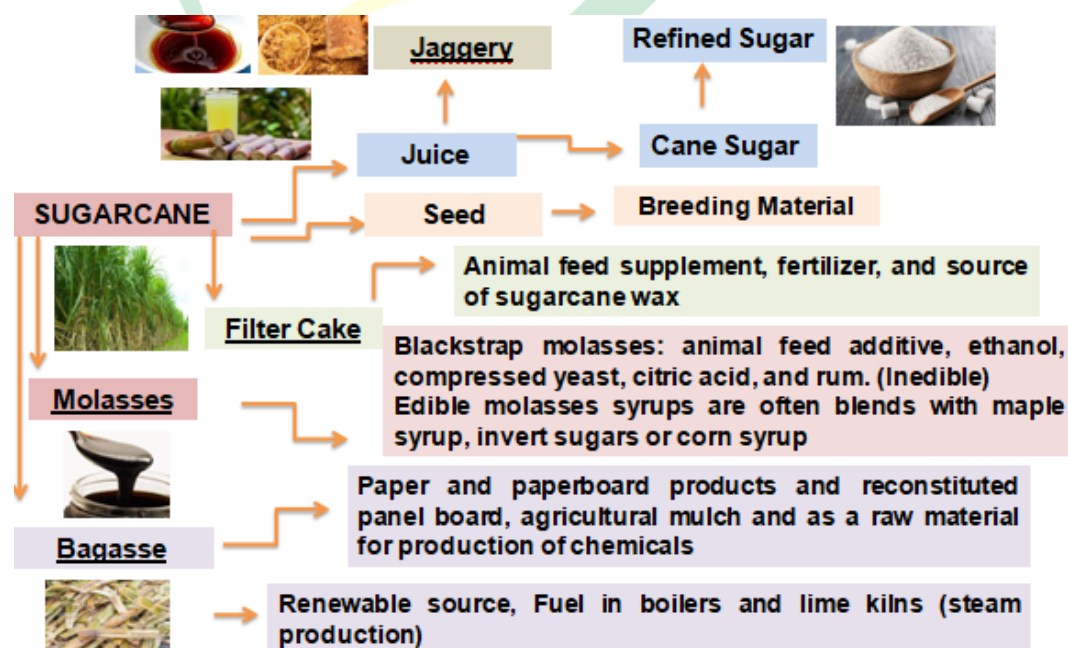 Jaggery
Refined Sugar
Juice
Cane Sugar
SUGARCANE
Seed
Breeding Material
Animal feed supplement, fertilizer, and source
of sugarcane wax
Filter Cake
Blackstrap molasses: animal feed additive, ethanol,
compressed yeast, citric acid, and rum. (Inedible)
Edible molasses syrups are often blends with maple
syrup, invert sugars or corn syrup
Molasses
Paper and paperboard products and reconstituted
panel board, agricultural mulch and as a raw material
for production of chemicals
Bagasse
Renewable source, Fuel in boilers and lime kilns (steam
production)